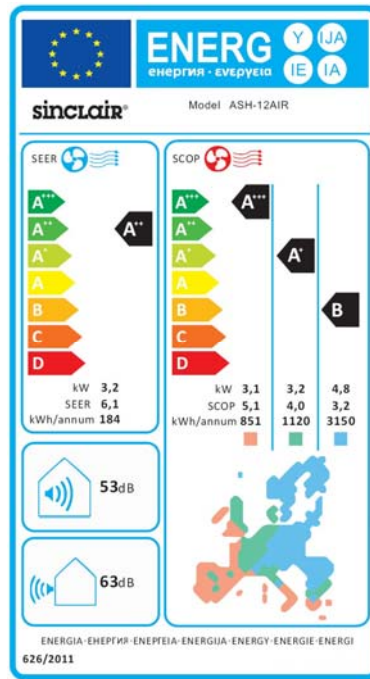 ENERG
енергия · ενεργεια
Y IJA
IE IA
sinclair®
Model ASH-12AIR
SEER
A+++
A++
A+
A
B
C
D
A++
kW 3,2
SEER 6,1
kWh/annum 184
SCOP
A+++
A++
A+
A
B
C
D
A+++
A+
B
kW 3,1 3,2 4,8
SCOP 5,1 4,0 3,2
kWh/annum 851 1120 3150
53dB
63dB
ENERGIA·ЕНЕРГИЯ·ΕΝΕΡΓΕΙΑ·ENERGIJA·ENERGY·ENERGIE·ENERGI
626/2011